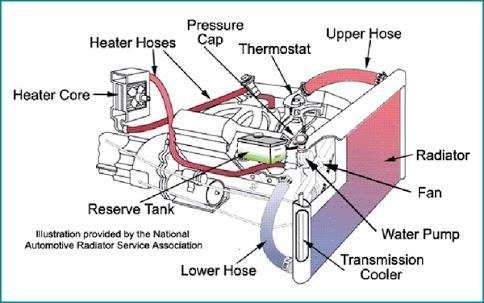 Pressure
Cap
Heater Hoses
Thermostat
Upper Hose
Heater Core
Radiator
Fan
Reserve Tank
Water Pump
Illustration provided by the National
Automotive Radiator Service Association
Lower Hose
Transmission
Cooler